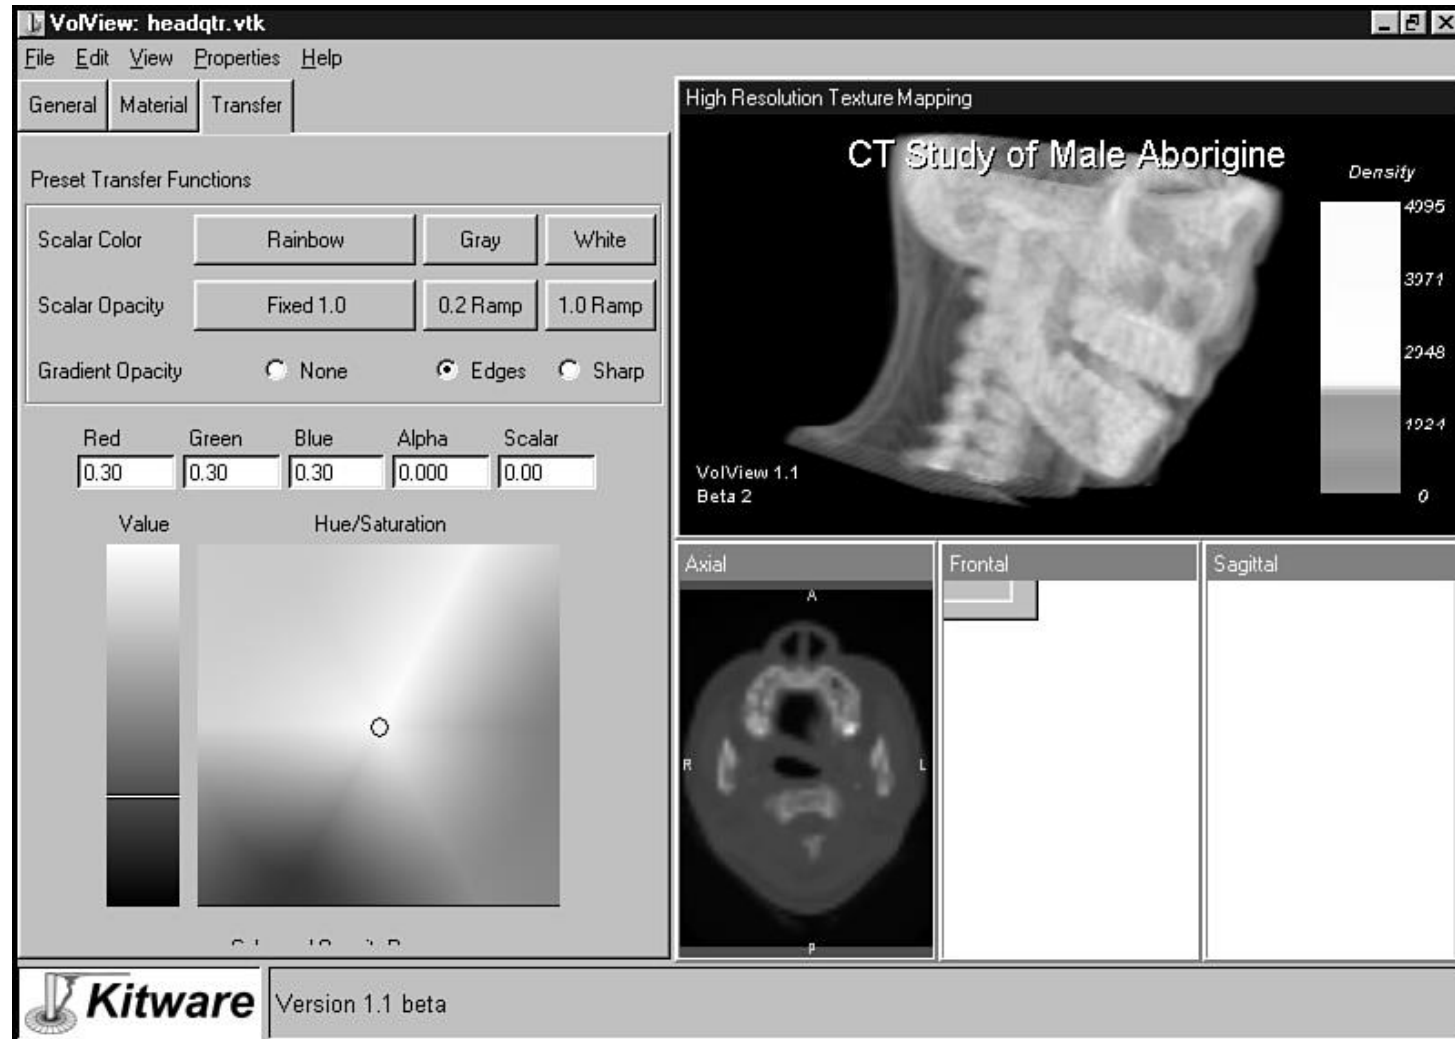 VolView: headqtr.vtk
File Edit View Properties Help
General Material Transfer
Preset Transfer Functions
Scalar Color Rainbow Gray White
Scalar Opacity Fixed 1.0 0.2 Ramp 1.0 Ramp
Gradient Opacity None Edges Sharp
Red Green Blue Alpha Scalar
0.30 0.30 0.30 0.000 0.00
Value Hue/Saturation
High Resolution Texture Mapping
CT Study of Male Aborigine
Density
4995
3971
2948
1924
0
VolView 1.1
Beta 2
Axial
A
R L
P
Frontal
Sagittal
Kitware
Version 1.1 beta